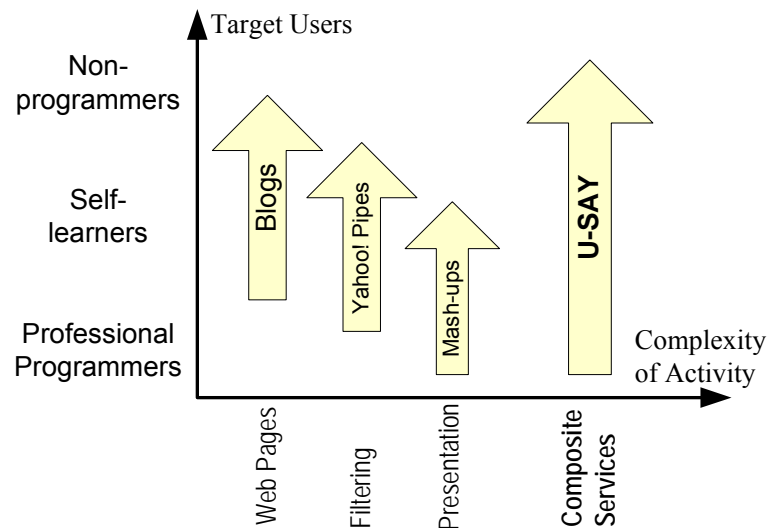 Target Users
Non-
programmers
Self-
learners
Professional
Programmers
Blogs
Yahoo! Pipes
Mash-ups
U-SAY
Complexity
of Activity
Web Pages
Filtering
Presentation
Composite
Services